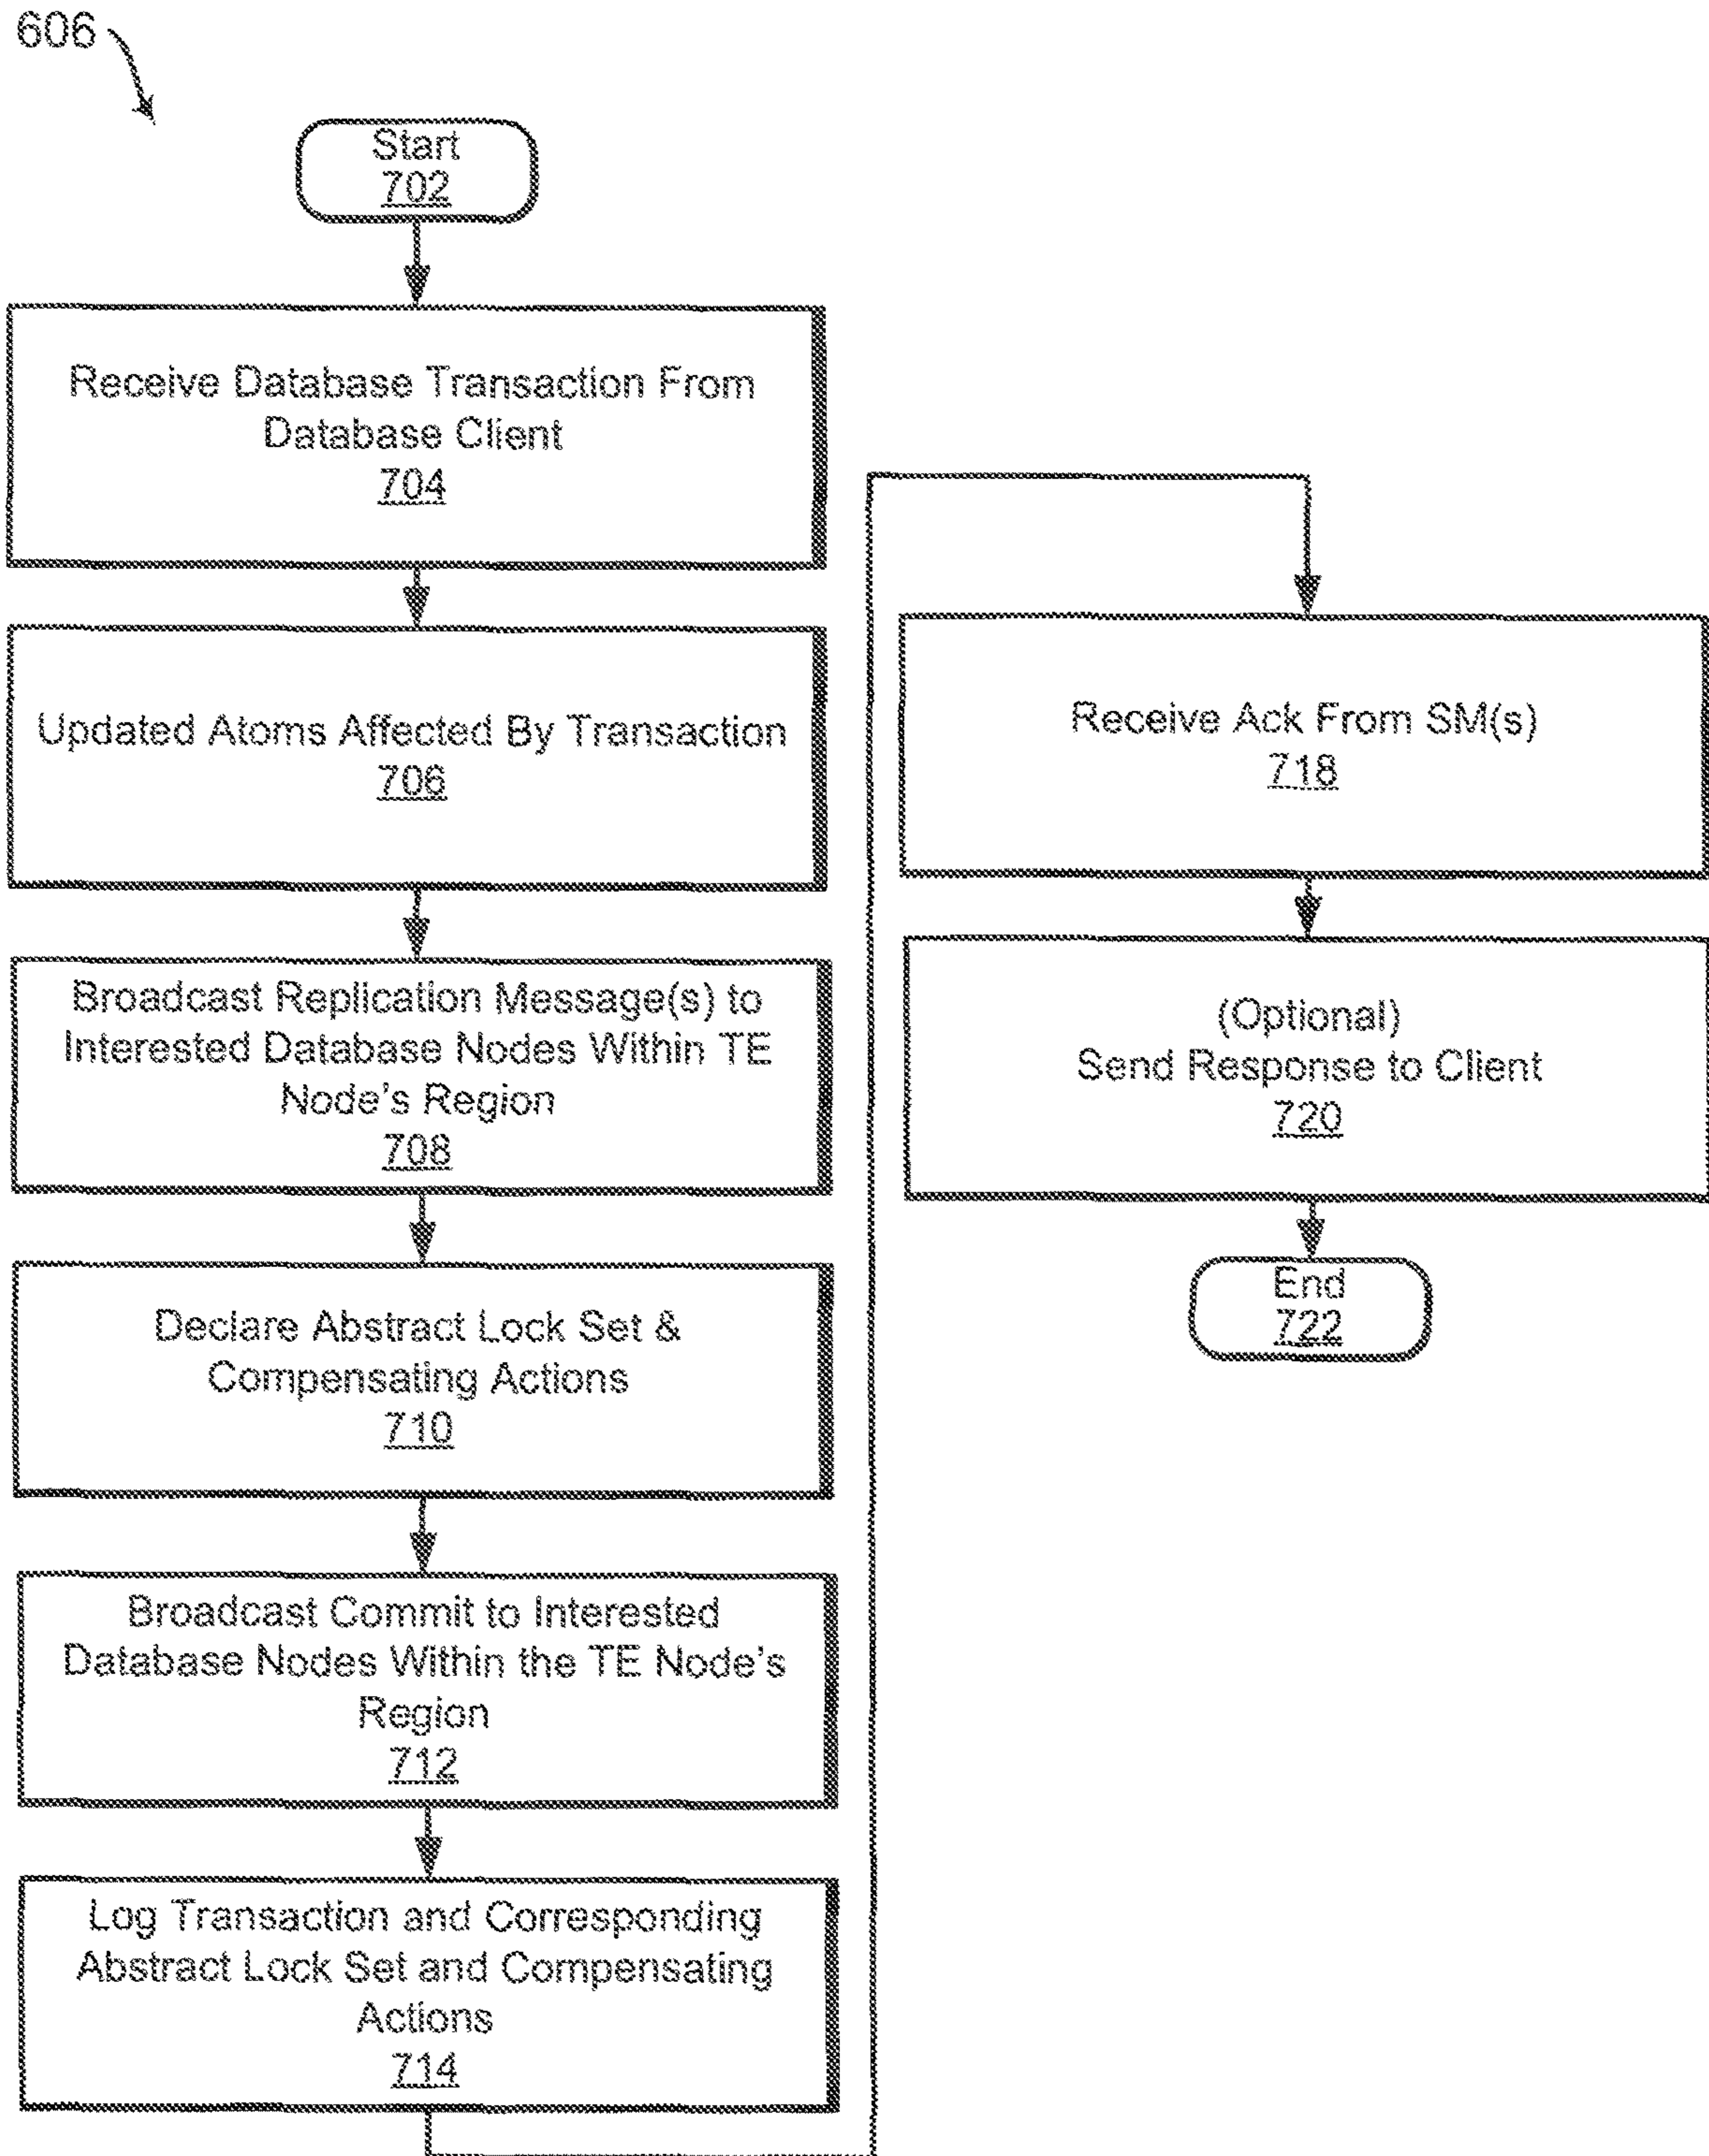 606
Start
702
Receive Database Transaction From
Database Client
704
Updated Atoms Affected By Transaction
706
Broadcast Replication Message(s) to
Interested Database Nodes Within TE
Node's Region
708
Declare Abstract Lock Set &
Compensating Actions
710
Broadcast Commit to Interested
Database Nodes Within the TE Node's
Region
712
Log Transaction and Corresponding
Abstract Lock Set and Compensating
Actions
714
Receive Ack From SM(s)
718
(Optional)
Send Response to Client
720
End
722